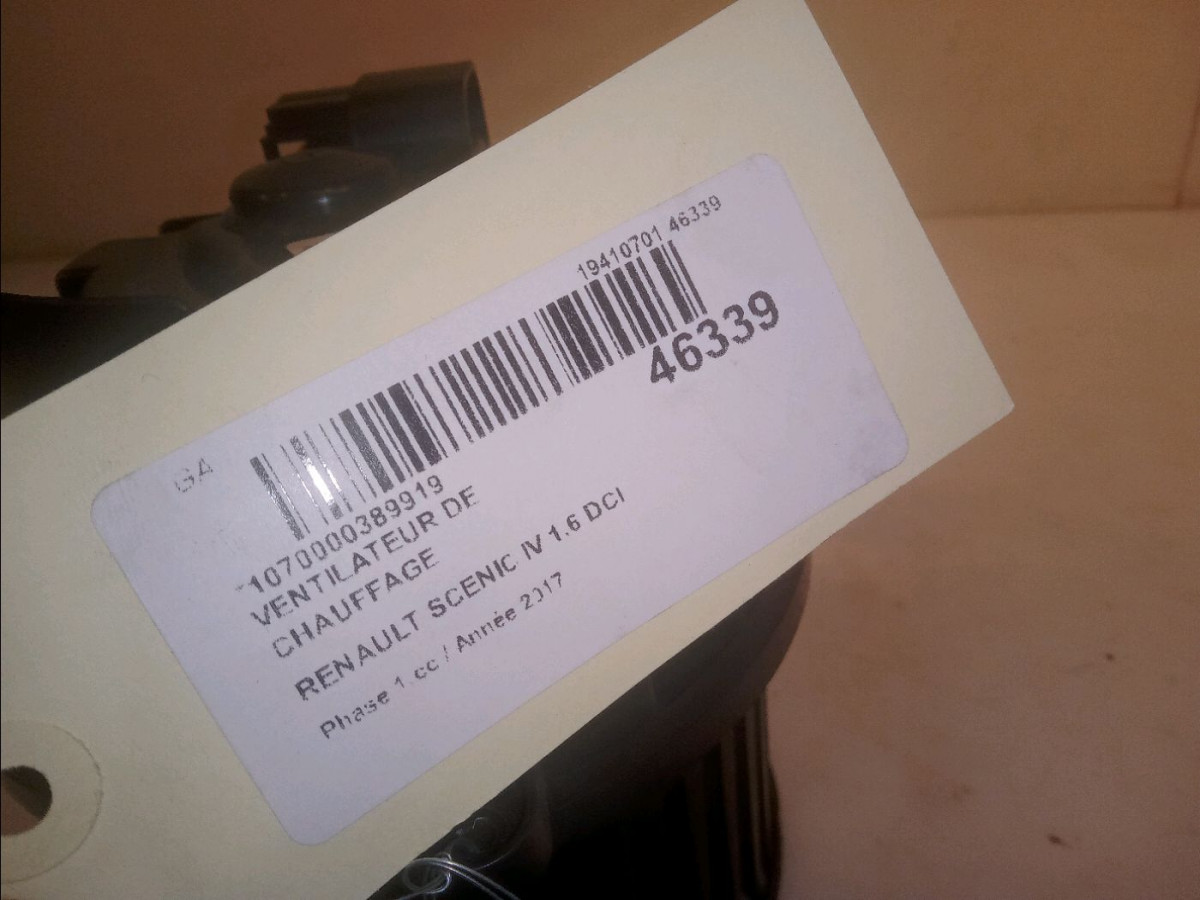 19410701 46339
46339
GA
1070000389919
VENTILATEUR DE
CHAUFFAGE
RENAULT SCENIC IV 1.6 DCI
Phase 1 cc / Année 2017